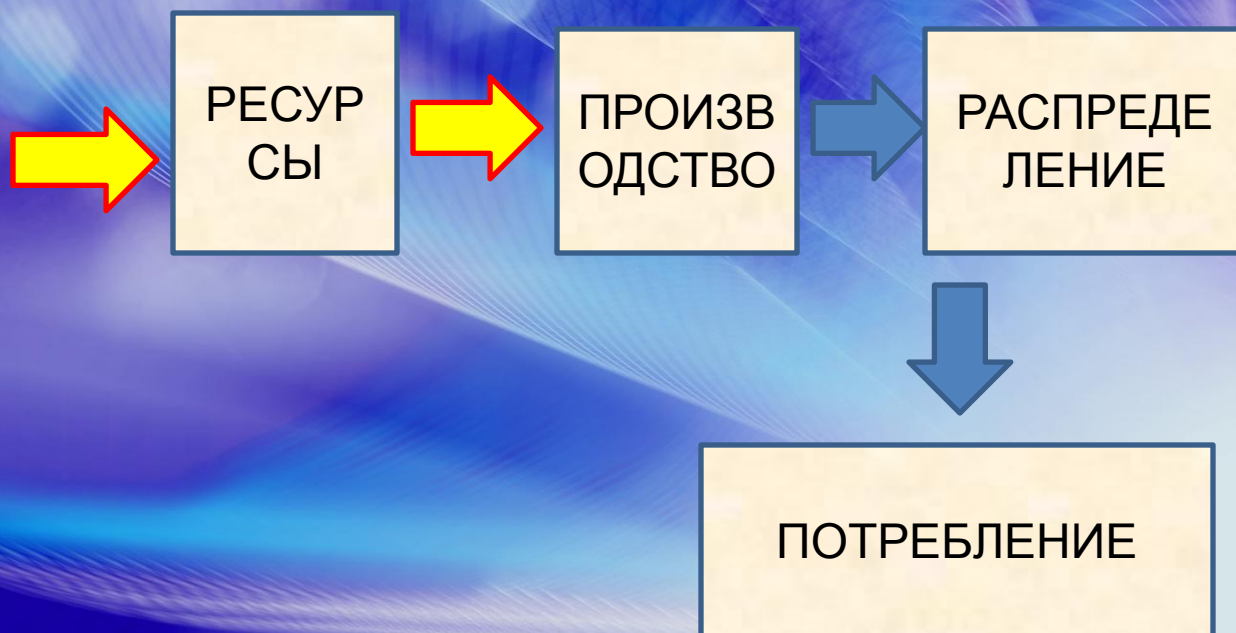 РЕСУР
СЫ
ПРОИЗВ
ОДСТВО
РАСПРЕДЕ
ЛЕНИЕ
ПОТРЕБЛЕНИЕ